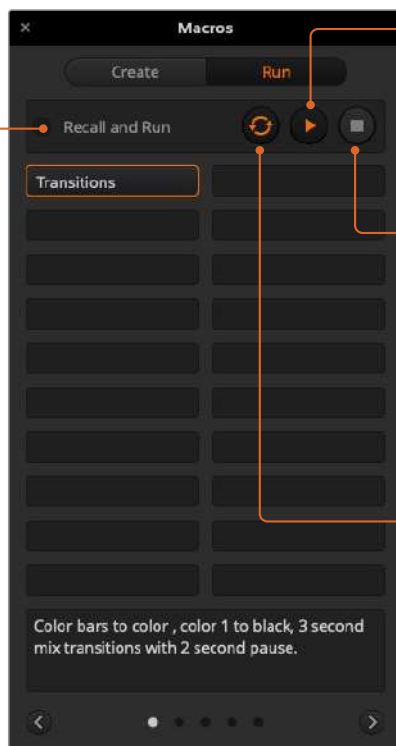 Macros
Create
Run
Recall and Run
Transitions
Color bars to color , color 1 to black, 3 second
mix transitions with 2 second pause.